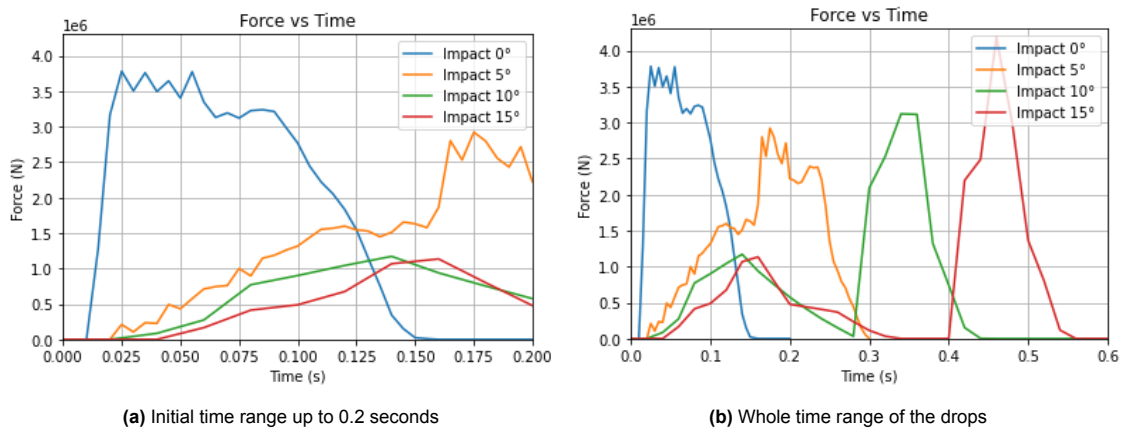 Force vs Time
1e6
4.0
3.5
3.0
2.5
2.0
1.5
1.0
0.5
0.0
Force (N)
0.000 0.025 0.050 0.075 0.100 0.125 0.150 0.175 0.200
Time (s)
Impact 0°
Impact 5°
Impact 10°
Impact 15°
(a) Initial time range up to 0.2 seconds
Force vs Time
1e6
4.0
3.5
3.0
2.5
2.0
1.5
1.0
0.5
0.0
Force (N)
0.0 0.1 0.2 0.3 0.4 0.5 0.6
Time (s)
Impact 0°
Impact 5°
Impact 10°
Impact 15°
(b) Whole time range of the drops